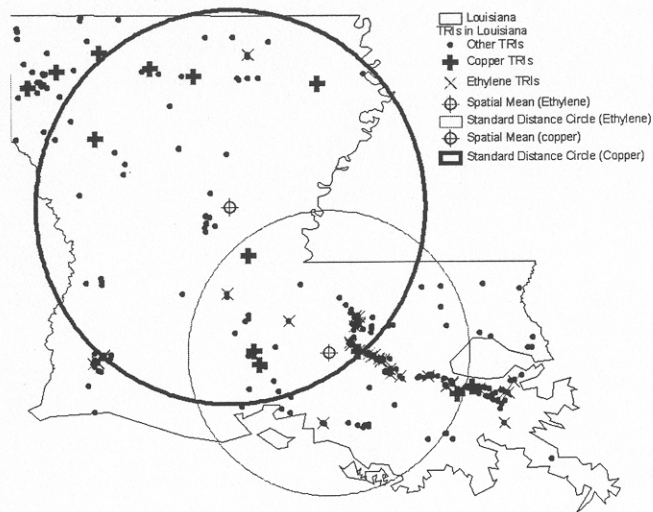 Louisiana
TRIs in Louisiana
Other TRIs
Copper TRIs
Ethylene TRIs
Spatial Mean (Ethylene)
Standard Distance Circle (Ethylene)
Spatial Mean (copper)
Standard Distance Circle (Copper)